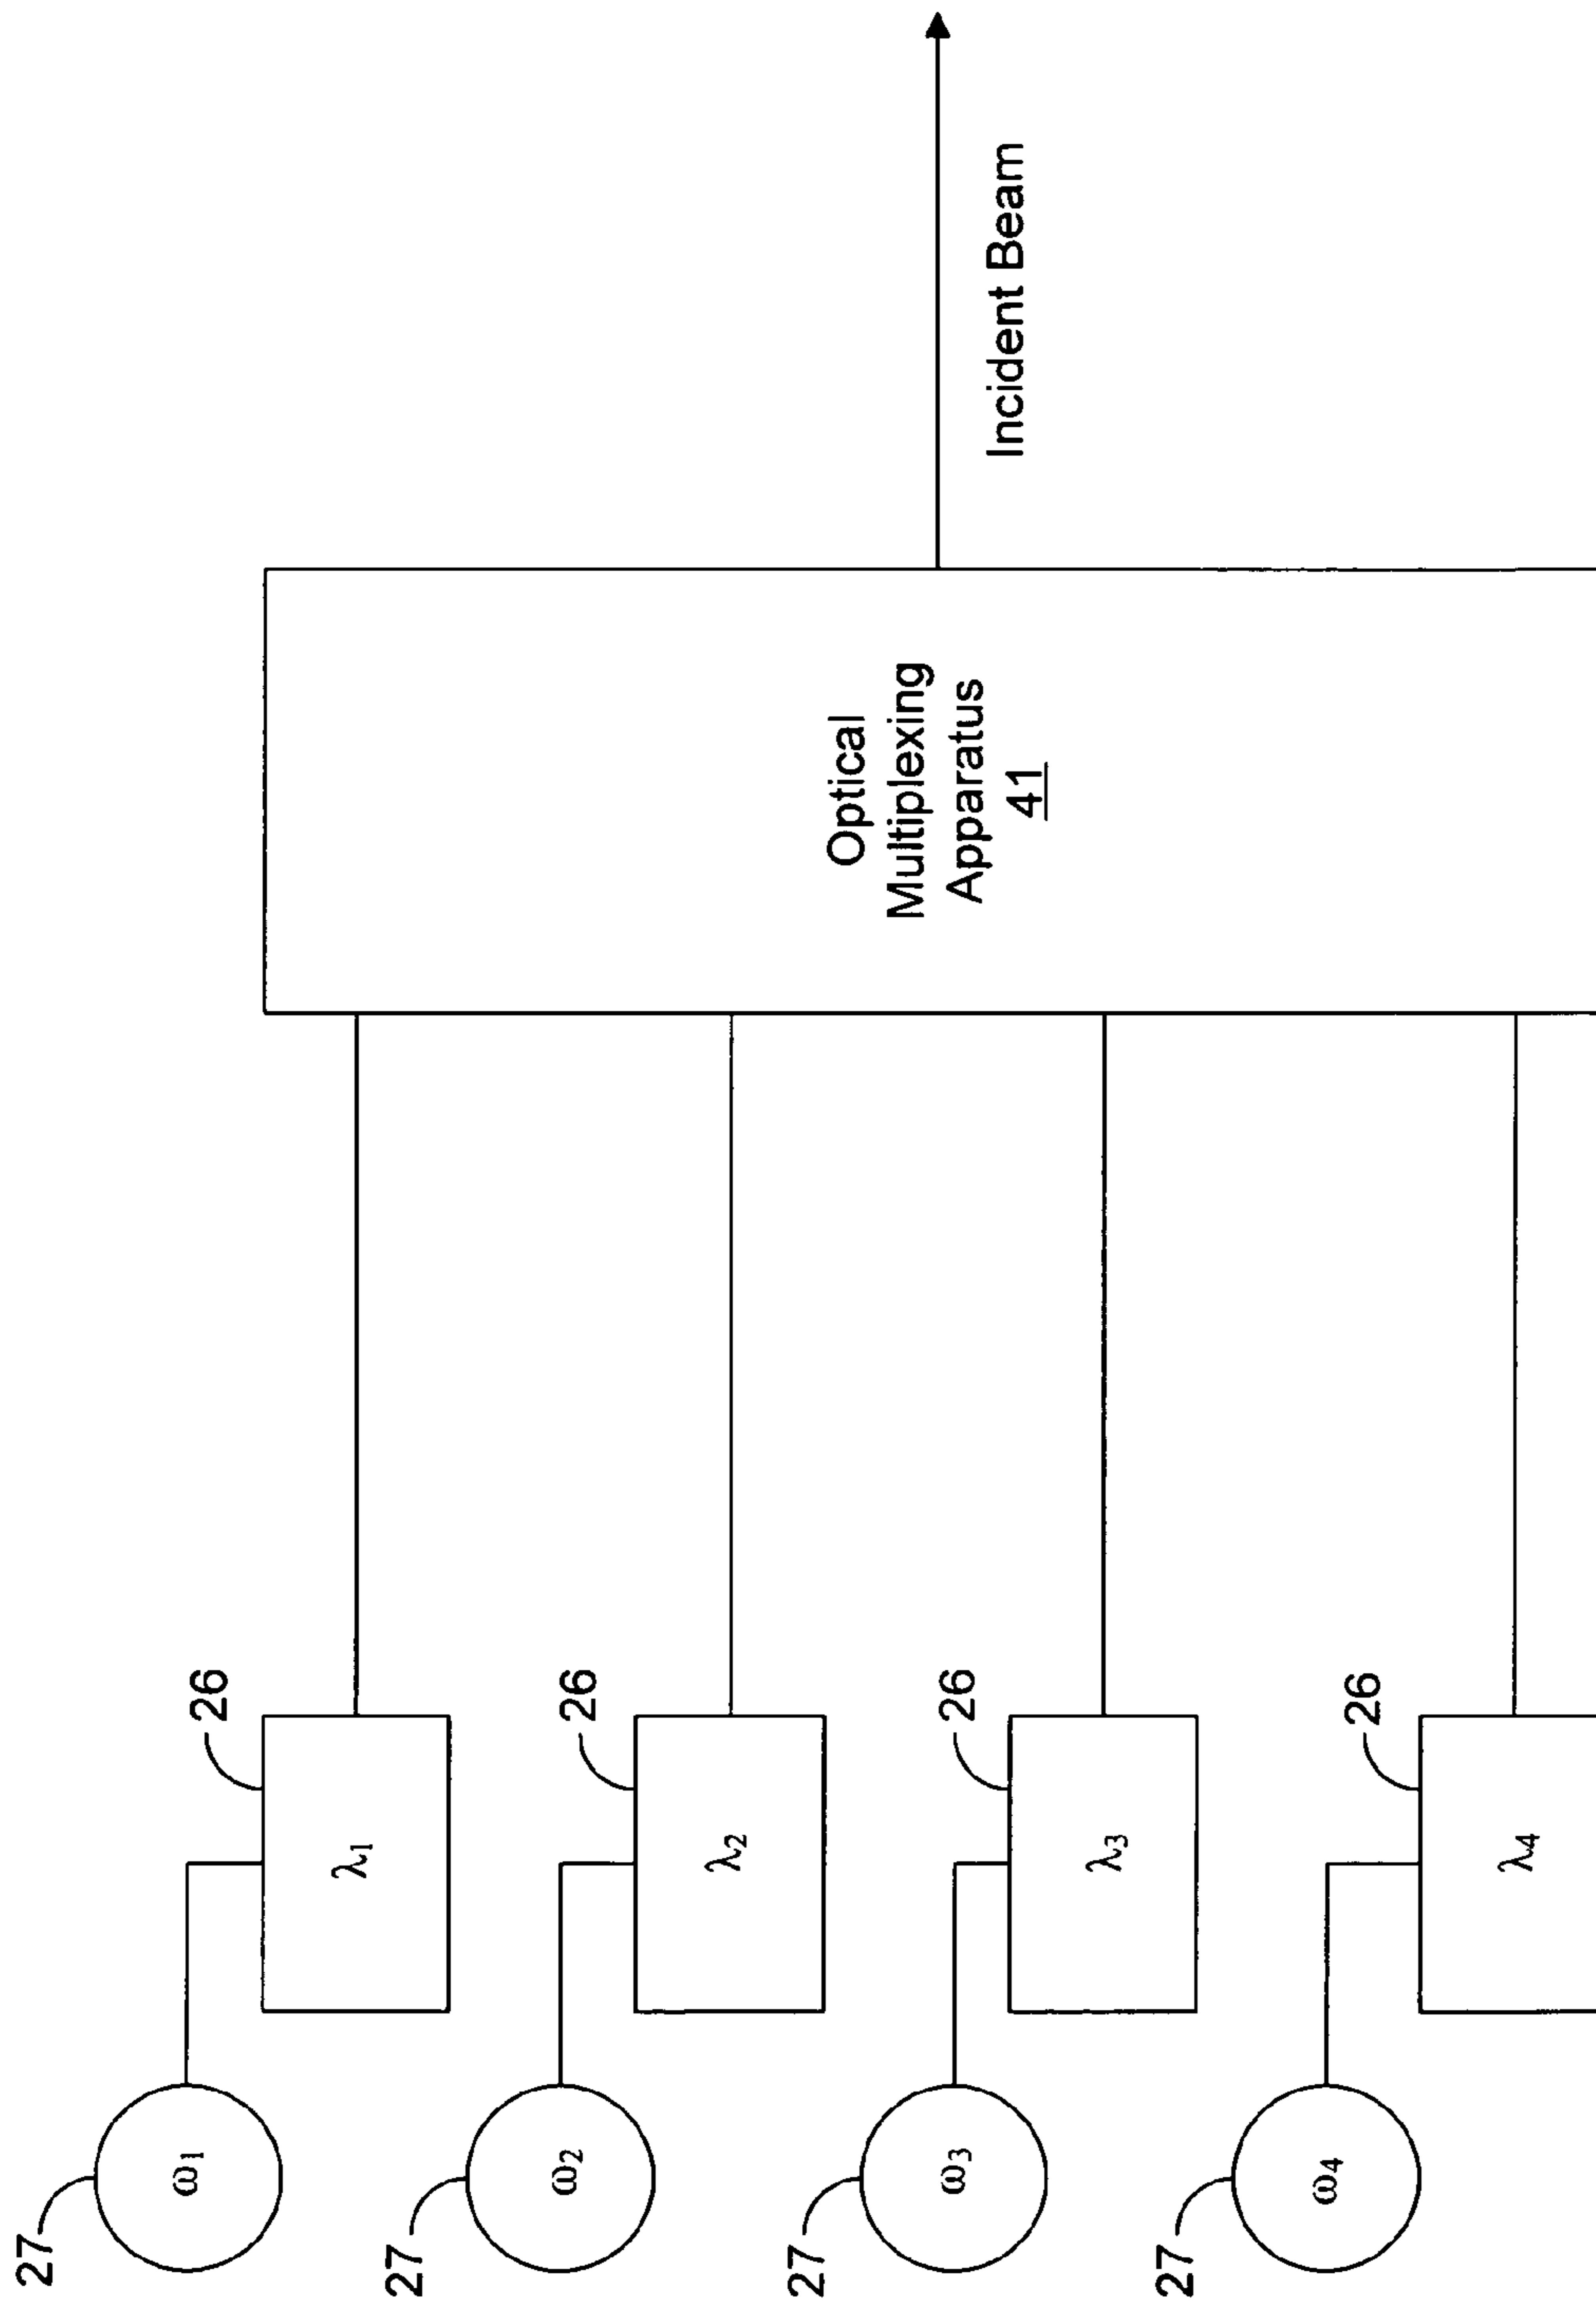 27
ω1
26
λ1
27
ω2
26
λ2
27
ω3
26
λ3
27
ω4
26
λ4
Optical
Multiplexing
Apparatus
41
Incident Beam